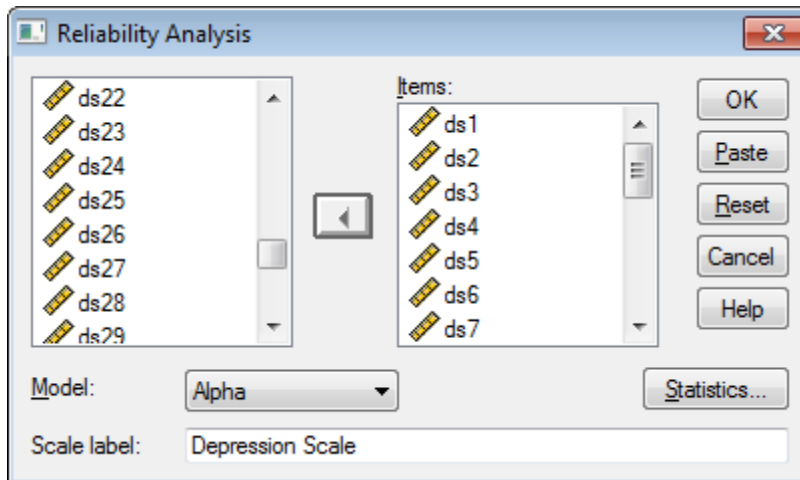 Reliability Analysis
ds22
ds23
ds24
ds25
ds26
ds27
ds28
ds29
Items:
ds1
ds2
ds3
ds4
ds5
ds6
ds7
OK
Paste
Reset
Cancel
Help
Model:
Alpha
Statistics...
Scale label:
Depression Scale